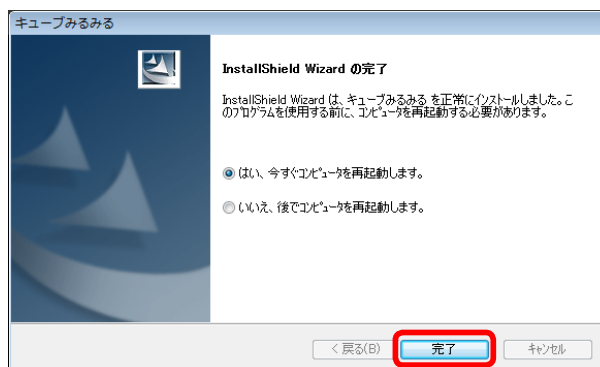 キューブみるみる
InstallShield Wizard の完了
InstallShield Wizard は、キューブみるみる を正常にインストールしました。こ
のプログラムを使用する前に、コンピュータを再起動する必要があります。
はい、今すぐコンピュータを再起動します。
いいえ、後でコンピュータを再起動します。
< 戻る(B)
完了
キャンセル